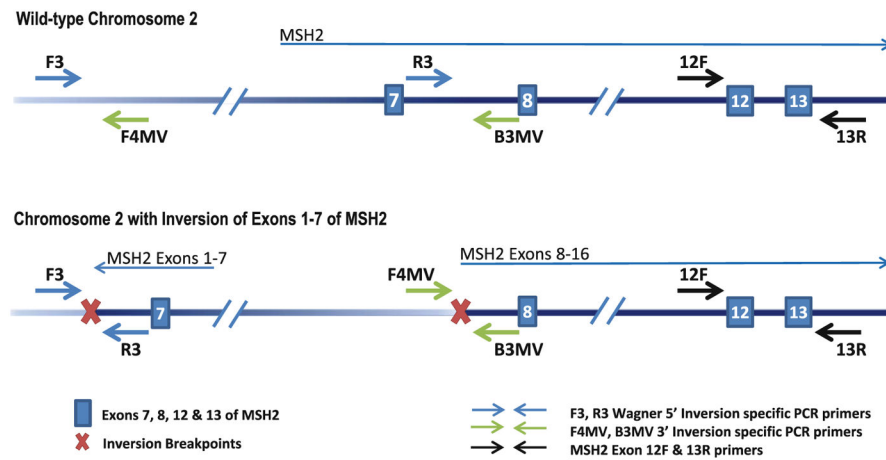 Wild-type Chromosome 2
MSH2
F3
R3
12F
7
8
12
13
F4MV
B3MV
13R
Chromosome 2 with Inversion of Exons 1-7 of MSH2
MSH2 Exons 1-7
MSH2 Exons 8-16
F3
F4MV
12F
7
8
12
13
R3
B3MV
13R
Exons 7, 8, 12 & 13 of MSH2
Inversion Breakpoints
F3, R3 Wagner 5' Inversion specific PCR primers
F4MV, B3MV 3' Inversion specific PCR primers
MSH2 Exon 12F & 13R primers